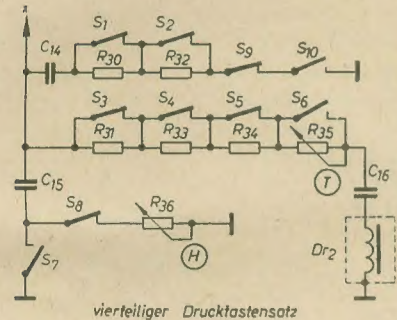 x
S1 S2
C14 S9 S10
R30 R32
S3 S4 S5 S6
R31 R33 R34 R35
T
C15 C16
S8 R36
H
S7 Dr2
vierteiliger Drucktastensatz